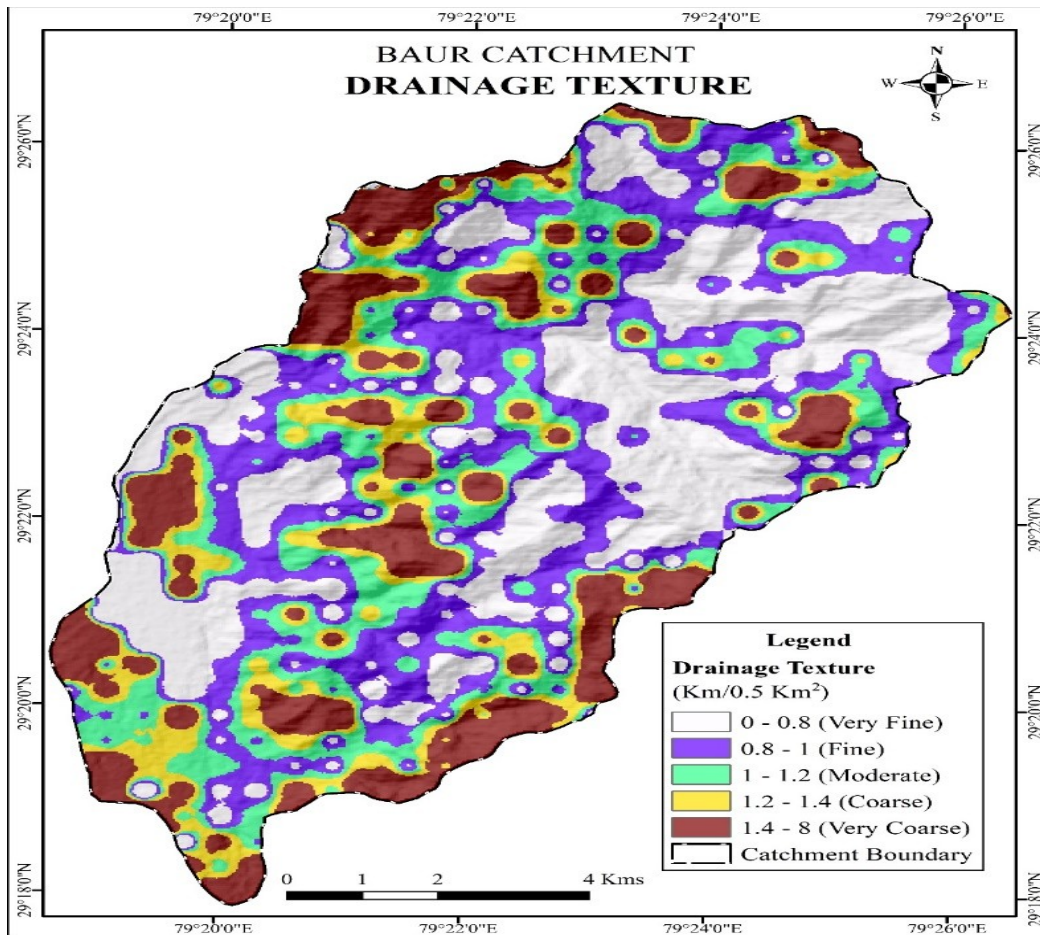 79°20'0"E 79°22'0"E 79°24'0"E 79°26'0"E
BAUR CATCHMENT
DRAINAGE TEXTURE
N
W E
S
29°26'0"N 29°26'0"N
29°24'0"N 29°24'0"N
29°22'0"N 29°22'0"N
29°20'0"N 29°20'0"N
29°18'0"N 29°18'0"N
Legend
Drainage Texture
(Km/0.5 Km²)
0 - 0.8 (Very Fine)
0.8 - 1 (Fine)
1 - 1.2 (Moderate)
1.2 - 1.4 (Coarse)
1.4 - 8 (Very Coarse)
Catchment Boundary
0 1 2 4 Kms
79°20'0"E 79°22'0"E 79°24'0"E 79°26'0"E